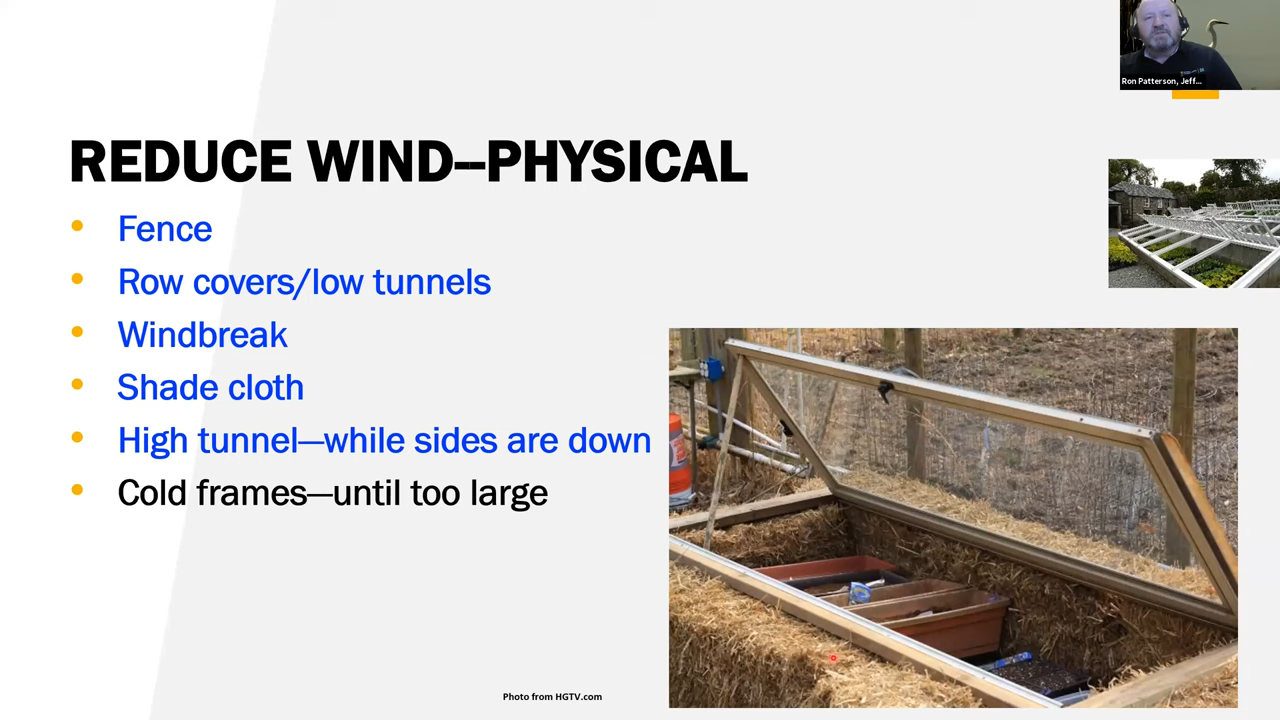 Ron Patterson, Jeff...
REDUCE WIND--PHYSICAL
• Fence
• Row covers/low tunnels
• Windbreak
• Shade cloth
• High tunnel—while sides are down
• Cold frames—until too large
Photo from HGTV.com